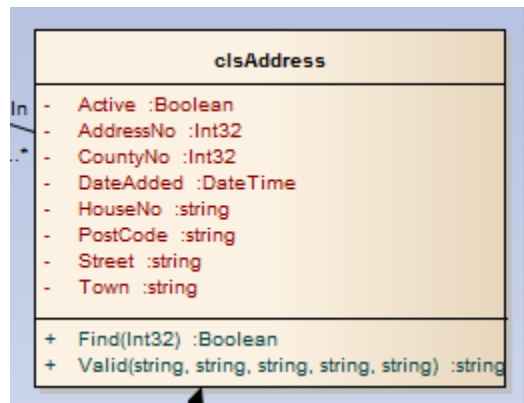 clsAddress
In
- Active :Boolean
- AddressNo :Int32
..*
- CountyNo :Int32
- DateAdded :DateTime
- HouseNo :string
- PostCode :string
- Street :string
- Town :string
+ Find(Int32) :Boolean
+ Valid(string, string, string, string, string) :string